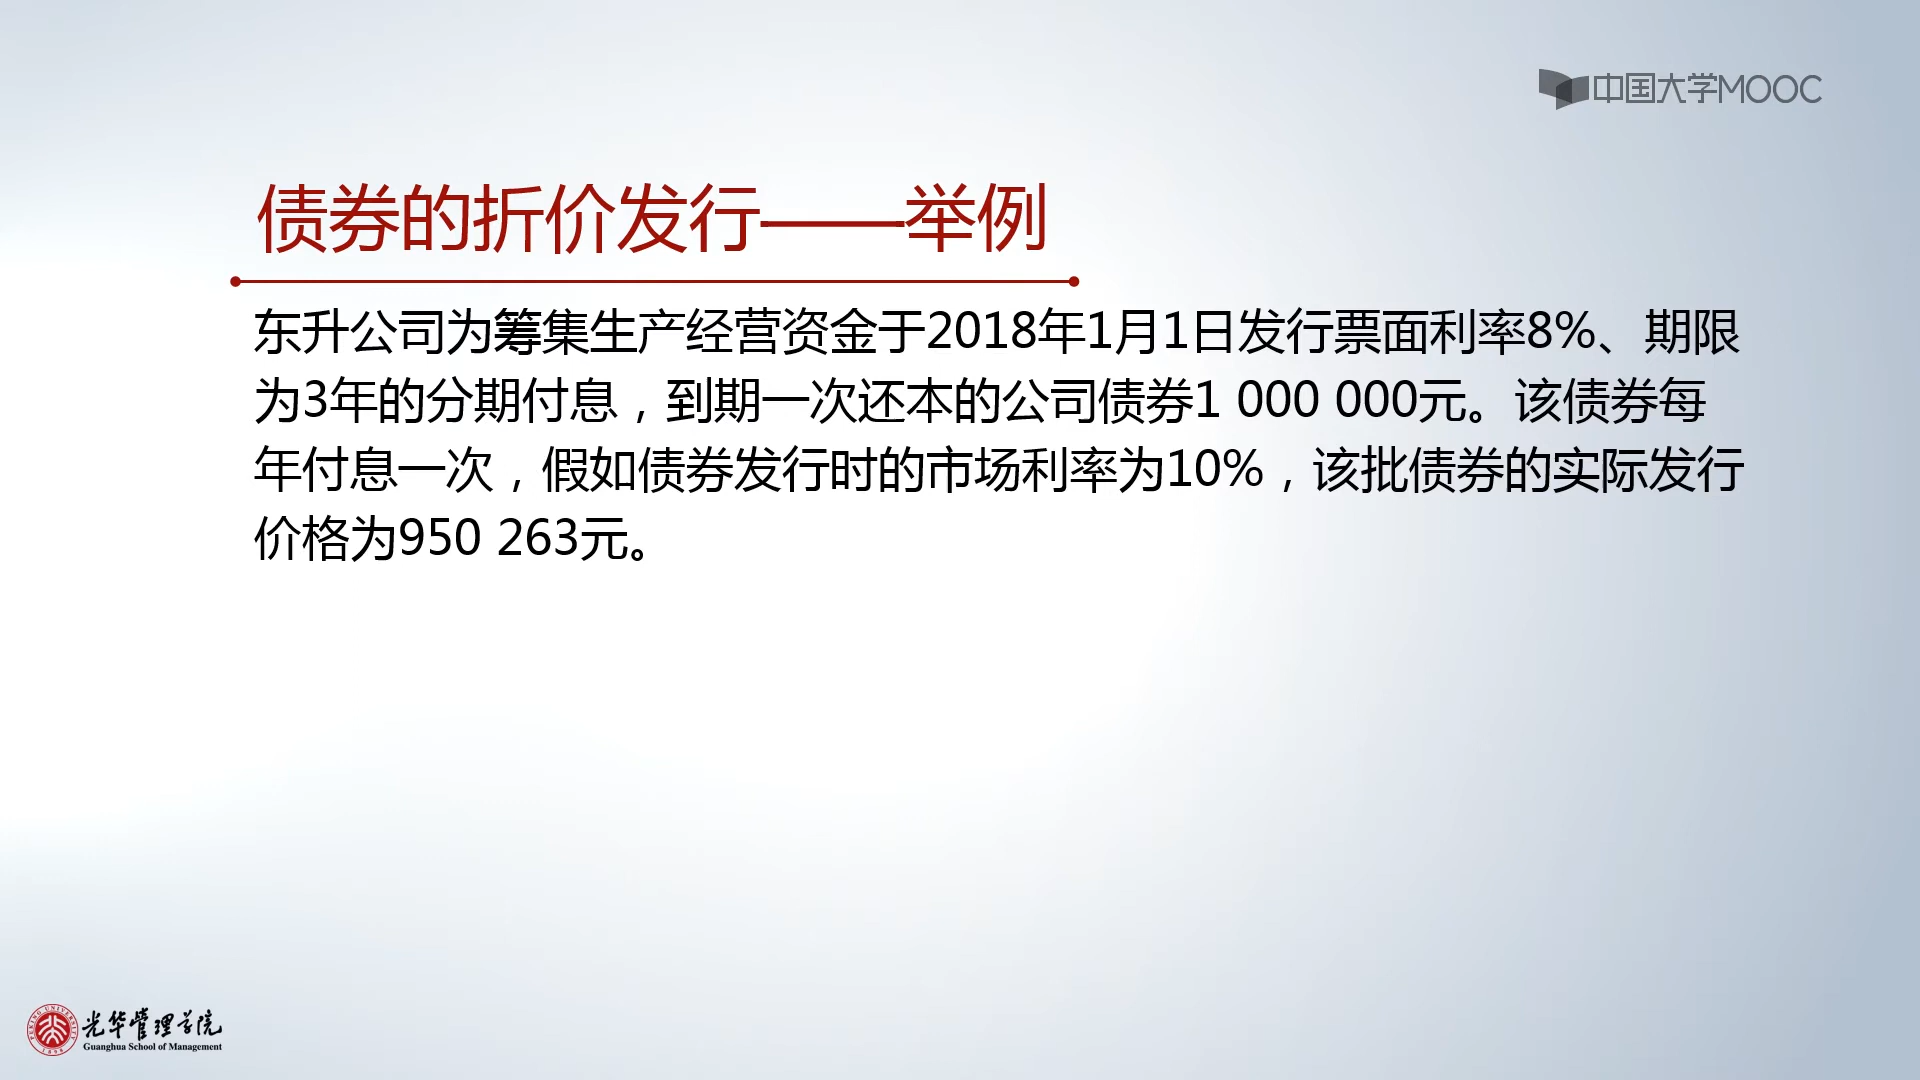 中国大学MOOC
债券的折价发行——举例
东升公司为筹集生产经营资金于2018年1月1日发行票面利率8%、期限
为3年的分期付息，到期一次还本的公司债券1 000 000元。该债券每
年付息一次，假如债券发行时的市场利率为10%，该批债券的实际发行
价格为950 263元。
PEKING UNIVERSITY
1898
光华管理学院
Guanghua School of Management